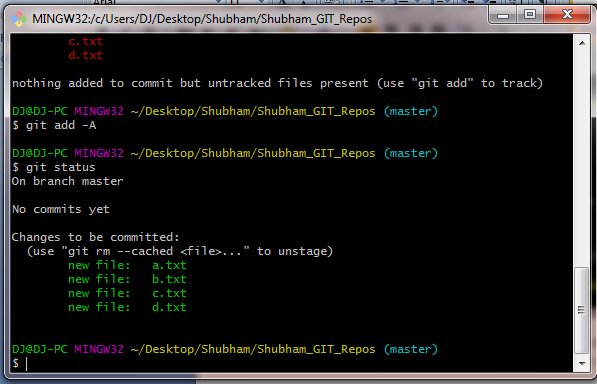 MINGW32:/c/Users/DJ/Desktop/Shubham/Shubham_GIT_Repos
c.txt
d.txt
nothing added to commit but untracked files present (use "git add" to track)
DJ@DJ-PC MINGW32 ~/Desktop/Shubham/Shubham_GIT_Repos (master)
$ git add -A
DJ@DJ-PC MINGW32 ~/Desktop/Shubham/Shubham_GIT_Repos (master)
$ git status
On branch master
No commits yet
Changes to be committed:
(use "git rm --cached <file>..." to unstage)
new file: a.txt
new file: b.txt
new file: c.txt
new file: d.txt
DJ@DJ-PC MINGW32 ~/Desktop/Shubham/Shubham_GIT_Repos (master)
$